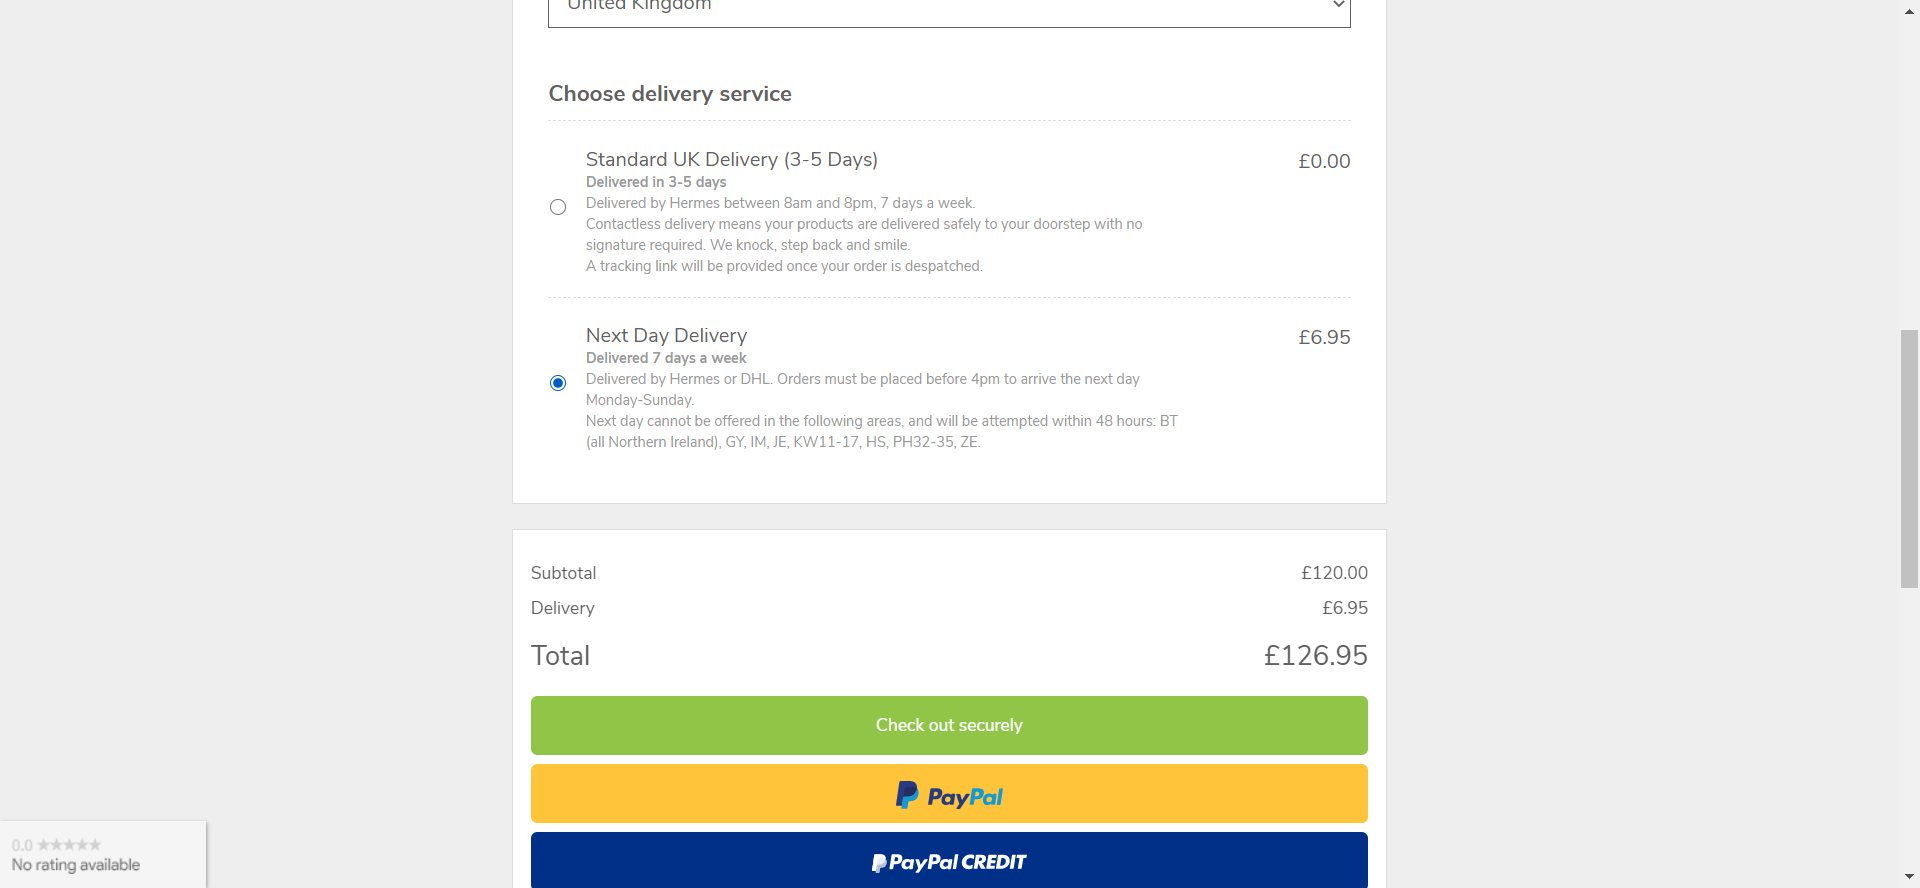 United Kingdom
Choose delivery service
Standard UK Delivery (3-5 Days)
£0.00
Delivered in 3-5 days
Delivered by Hermes between 8am and 8pm, 7 days a week.
Contactless delivery means your products are delivered safely to your doorstep with no
signature required. We knock, step back and smile.
A tracking link will be provided once your order is despatched.
Next Day Delivery
£6.95
Delivered 7 days a week
Delivered by Hermes or DHL. Orders must be placed before 4pm to arrive the next day
Monday-Sunday.
Next day cannot be offered in the following areas, and will be attempted within 48 hours: BT
(all Northern Ireland), GY, IM, JE, KW11-17, HS, PH32-35, ZE.
Subtotal
£120.00
Delivery
£6.95
Total
£126.95
Check out securely
PayPal
PayPal CREDIT
0.0 ★★★★★
No rating available